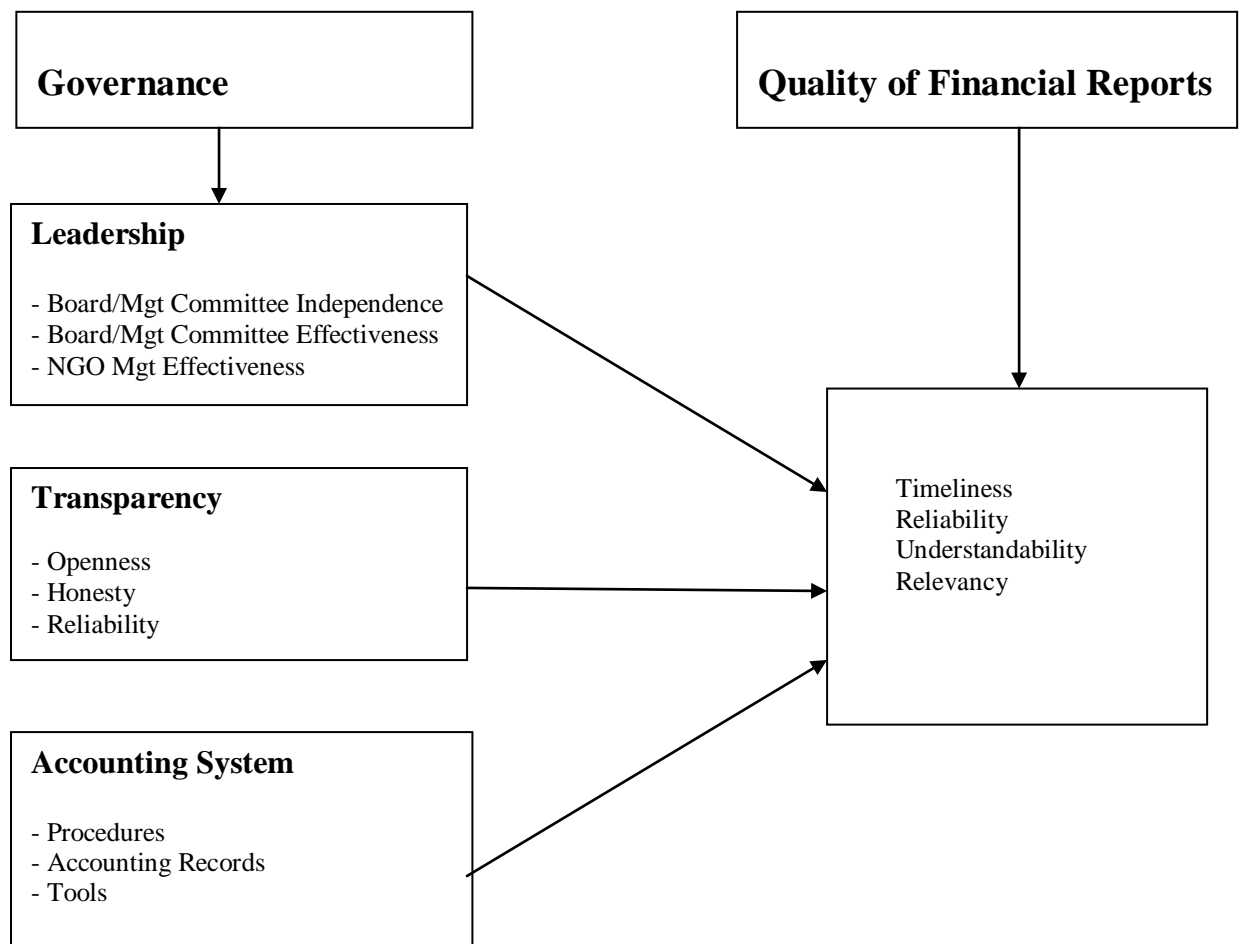 Governance
Quality of Financial Reports
Leadership
- Board/Mgt Committee Independence
- Board/Mgt Committee Effectiveness
- NGO Mgt Effectiveness
Transparency
- Openness
- Honesty
- Reliability
Accounting System
- Procedures
- Accounting Records
- Tools
Timeliness
Reliability
Understandability
Relevancy